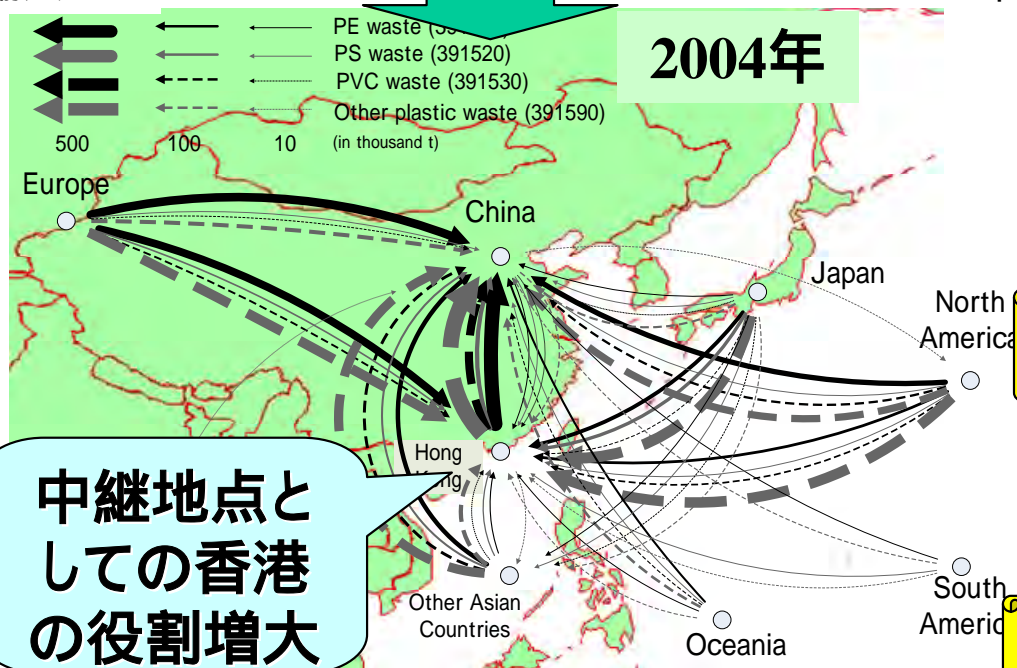 PE waste (39
PS waste (391520)
PVC waste (391530)
Other plastic waste (391590)
500 100 10 (in thousand t)
2004年
Europe
China
Japan
North
America
Hong
中継地点と
しての香港
の役割増大
Other Asian
Countries
Oceania
South
Americ